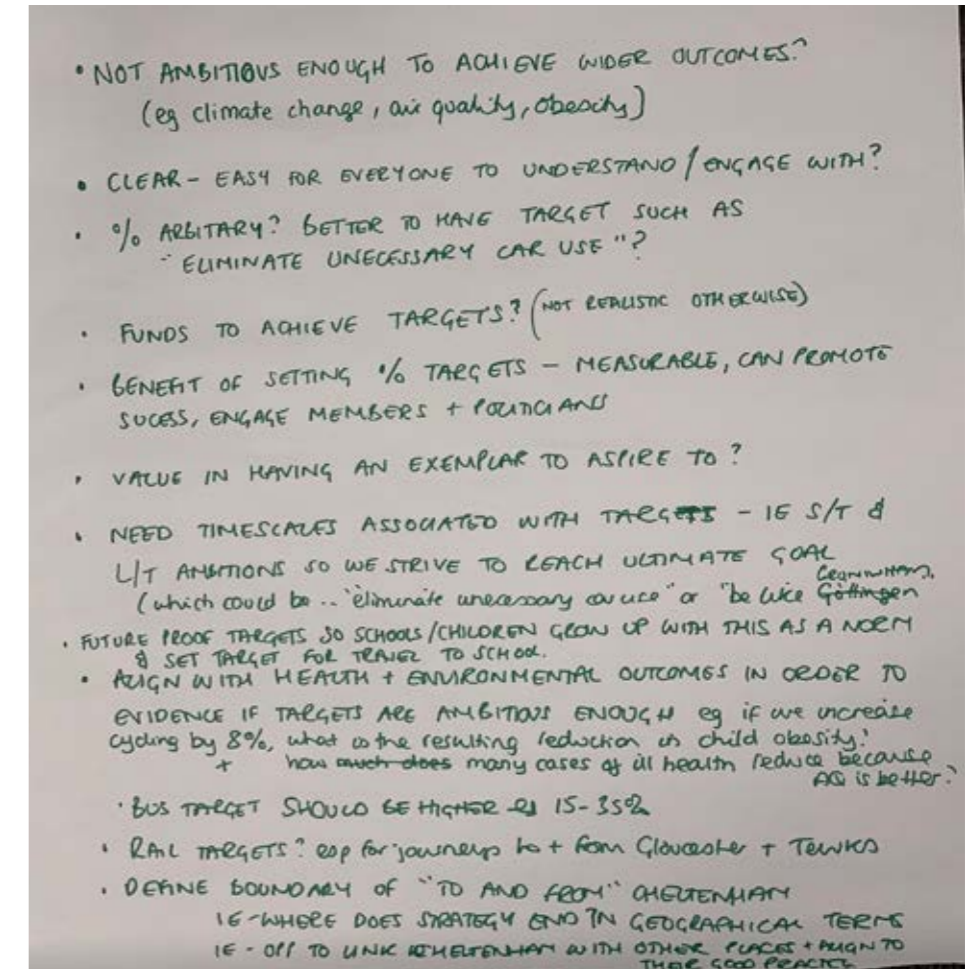 • NOT AMBITIOUS ENOUGH TO ACHIEVE WIDER OUTCOMES?
(eg climate change, air quality, obesity)
• CLEAR - EASY FOR EVERYONE TO UNDERSTAND / ENGAGE WITH?
• % ARBITARY? BETTER TO HAVE TARGET SUCH AS
"ELIMINATE UNECESSARY CAR USE"?
• FUNDS TO ACHIEVE TARGETS? (NOT REALISTIC OTHERWISE)
• BENEFIT OF SETTING % TARGETS - MEASURABLE, CAN PROMOTE
SUCESS, ENGAGE MEMBERS + POLITICIANS
• VALUE IN HAVING AN EXEMPLAR TO ASPIRE TO?
• NEED TIMESCALES ASSOCIATED WITH TARGETS - IE S/T &
L/T AMBITIONS SO WE STRIVE TO REACH ULTIMATE GOAL
(which could be .. "eliminate unecessary car use" or "be like Göttingen
• FUTURE PROOF TARGETS SO SCHOOLS/CHILDREN GROW UP WITH THIS AS A NORM
& SET TARGET FOR TRAVEL TO SCHOOL.
• ALIGN WITH HEALTH + ENVIRONMENTAL OUTCOMES IN ORDER TO
EVIDENCE IF TARGETS ARE AMBITIOUS ENOUGH eg if we increase
cycling by 8%, what is the resulting reduction in child obesity?
+ how much does many cases of ill health reduce because
AQ is better?
• BUS TARGET SHOULD BE HIGHER eg 15-35%
• RAIL TARGETS? esp for journeys to + from Gloucester + TEWKS
• DEFINE BOUNDARY OF "TO AND FROM" CHELTENHAM
IE - WHERE DOES STRATEGY END IN GEOGRAPHICAL TERMS
IE - OPP TO LINK CHELTENHAM WITH OTHER PLACES + ALIGN TO
THEIR GOOD PRACTICE